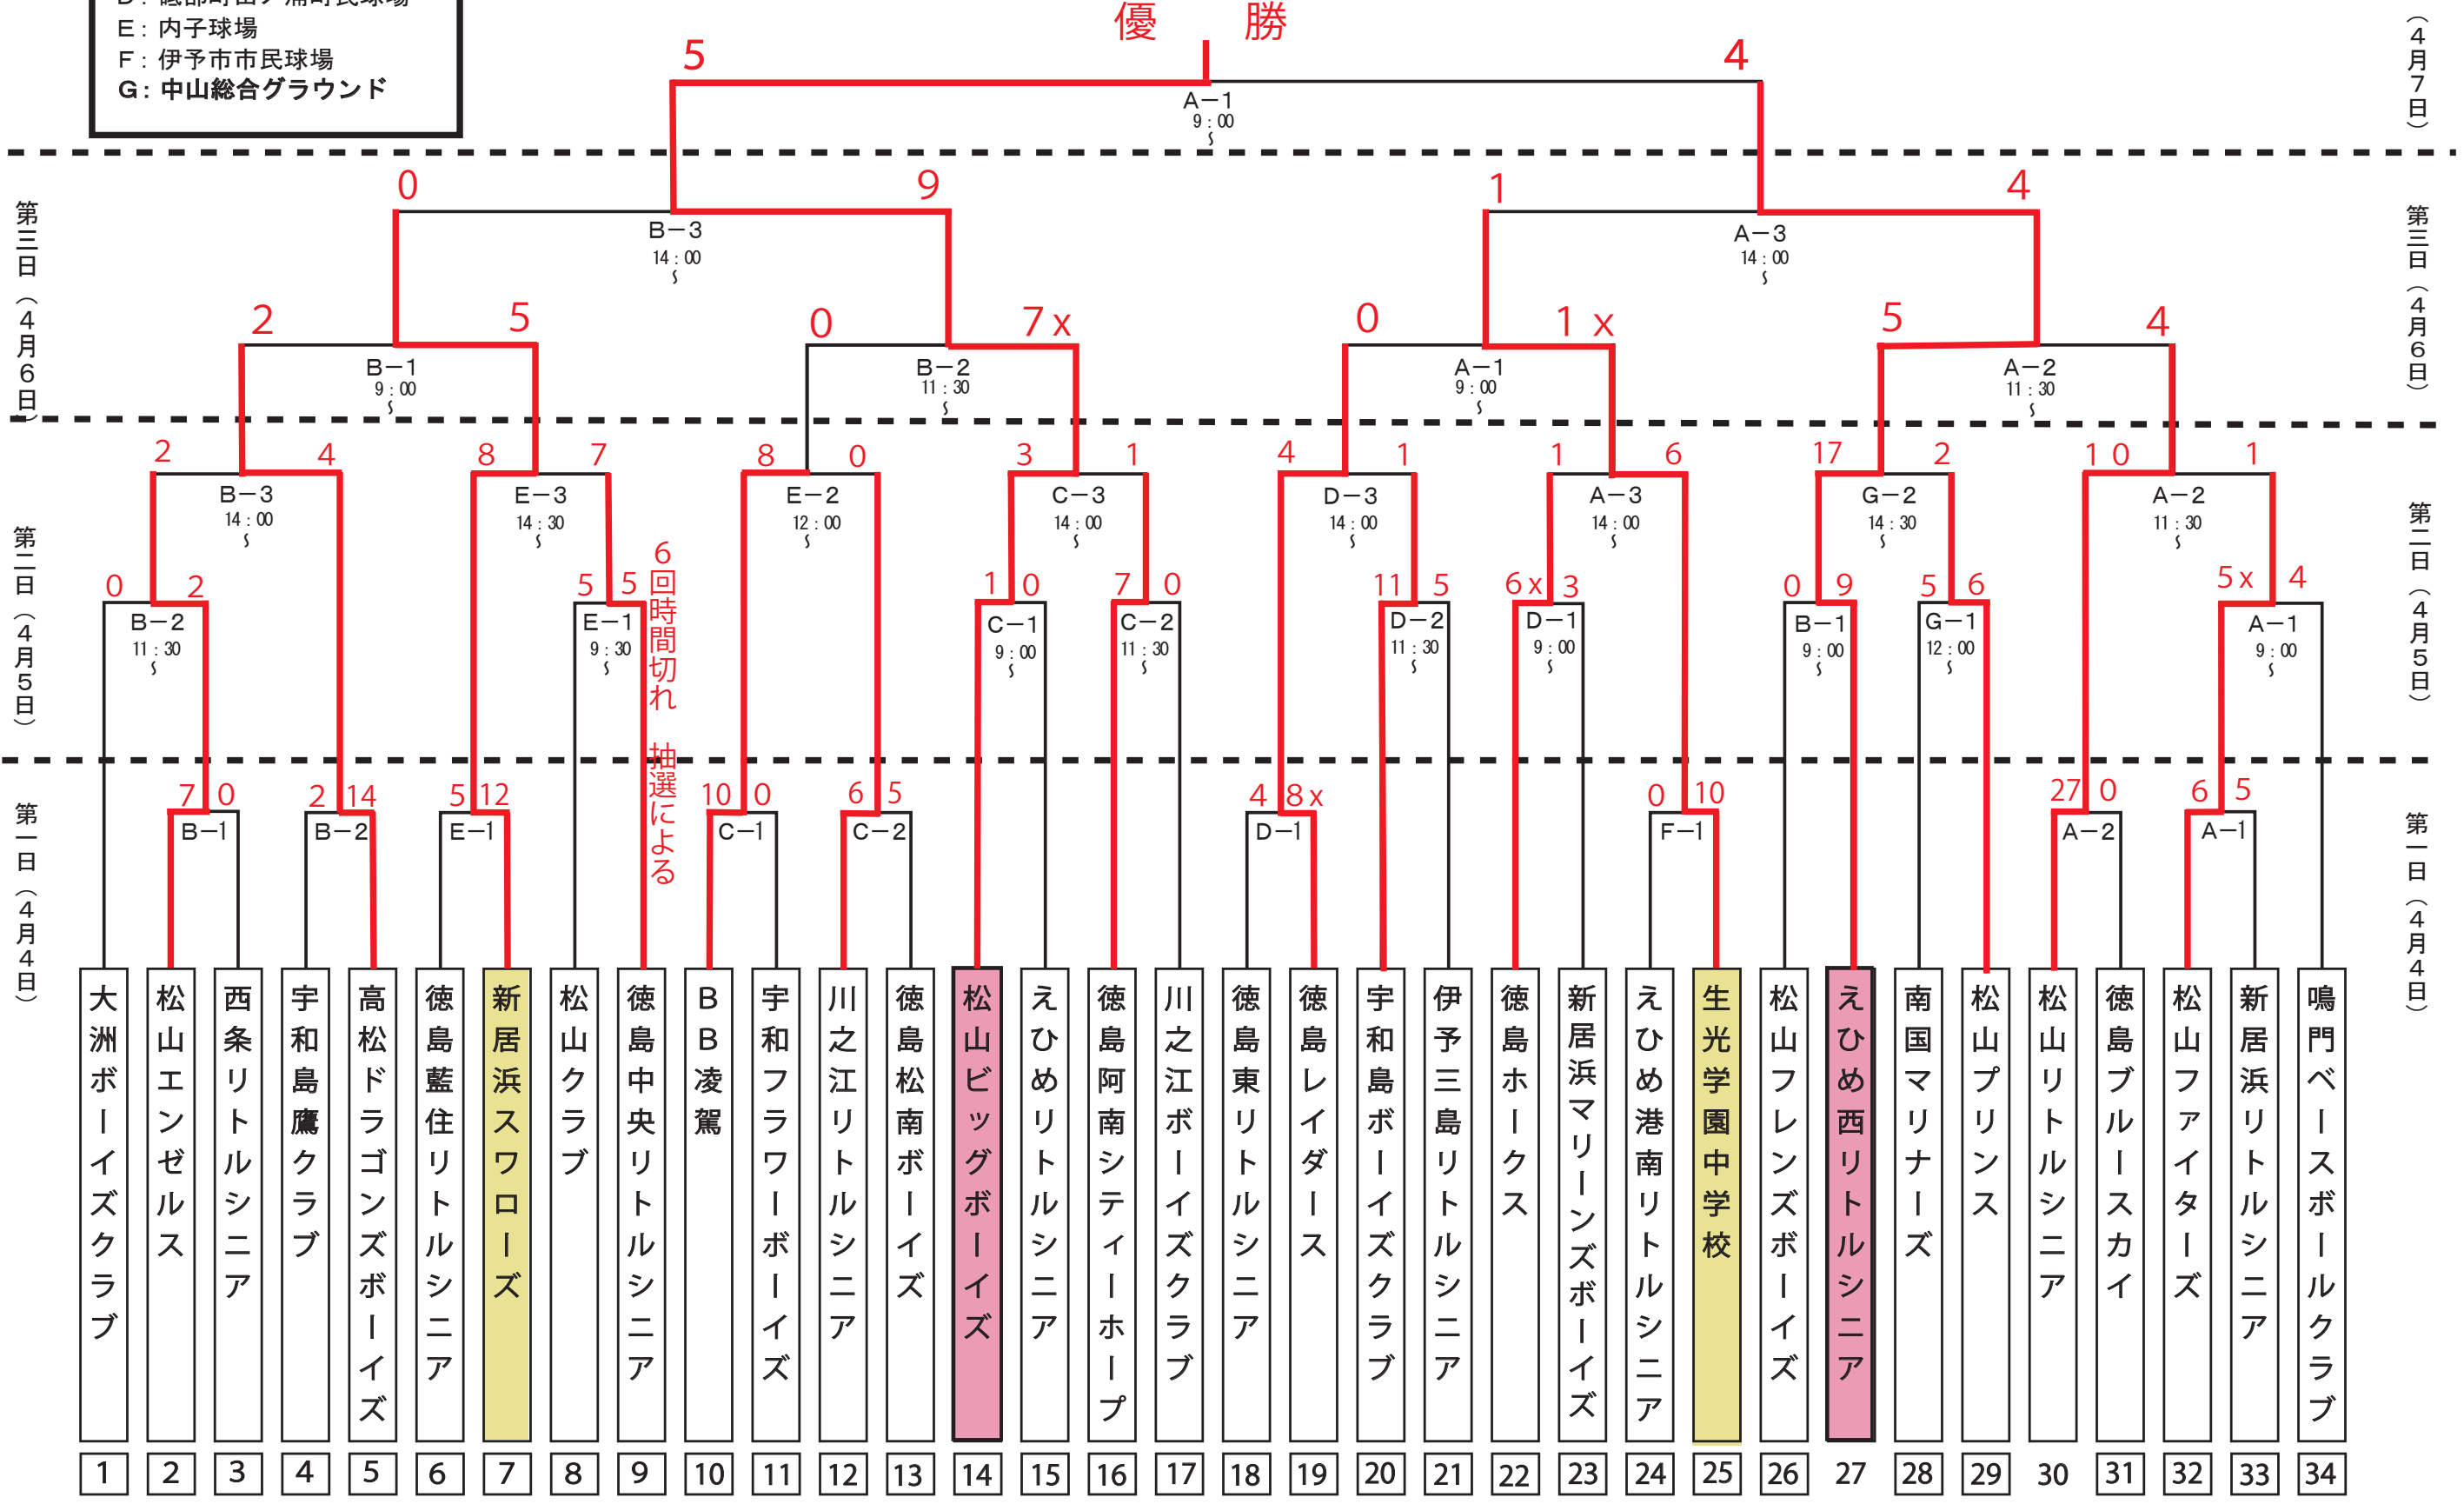 E：内子球場
F：伊予市市民球場
G：中山総合グラウンド
優　勝
5
4
A－1
9：00
～
（４月７日）
第三日（４月６日）
第三日（４月６日）
0
9
1
4
B－3
14：00
～
A－3
14：00
～
2
5
0
7x
0
1x
5
4
B－1
9：00
～
B－2
11：30
～
A－1
9：00
～
A－2
11：30
～
第二日（４月５日）
第二日（４月５日）
2
4
8
7
8
0
3
1
4
1
1
6
17
2
10
1
B－3
14：00
～
E－3
14：30
～
E－2
12：00
～
C－3
14：00
～
D－3
14：00
～
A－3
14：00
～
G－2
14：30
～
A－2
11：30
～
0
2
5
5
1
0
7
0
11
5
6x
3
0
9
5
6
5x
4
B－2
11：30
～
E－1
9：30
～
６回時間切れ　抽選による
C－1
9：00
～
C－2
11：30
～
D－2
11：30
～
D－1
9：00
～
B－1
9：00
～
G－1
12：00
～
A－1
9：00
～
第一日（４月４日）
第一日（４月４日）
7
0
2
14
5
12
10
0
6
5
4
8x
0
10
27
0
6
5
B－1
B－2
E－1
C－1
C－2
D－1
F－1
A－2
A－1
大洲ボーイズクラブ
松山エンゼルス
西条リトルシニア
宇和島鷹クラブ
高松ドラゴンズボーイズ
徳島藍住リトルシニア
新居浜スワローズ
松山クラブ
徳島中央リトルシニア
ＢＢ凌駕
宇和フラワーボーイズ
川之江リトルシニア
徳島松南ボーイズ
松山ビッグボーイズ
えひめリトルシニア
徳島阿南シティーホープ
川之江ボーイズクラブ
徳島東リトルシニア
徳島レイダース
宇和島ボーイズクラブ
伊予三島リトルシニア
徳島ホークス
新居浜マリーンズボーイズ
えひめ港南リトルシニア
生光学園中学校
松山フレンズボーイズ
えひめ西リトルシニア
南国マリナーズ
松山プリンス
松山リトルシニア
徳島ブルースカイ
松山ファイターズ
新居浜リトルシニア
鳴門ベースボールクラブ
1
2
3
4
5
6
7
8
9
10
11
12
13
14
15
16
17
18
19
20
21
22
23
24
25
26
27
28
29
30
31
32
33
34